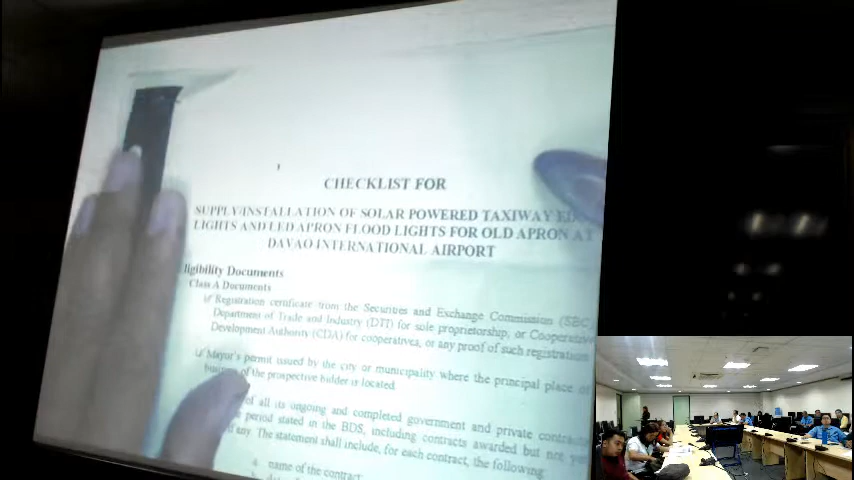 CHECKLIST FOR
SUPPLY/INSTALLATION OF SOLAR POWERED TAXIWAY
LIGHTS AND LED APRON FLOOD LIGHTS FOR OLD APRON AT
DAVAO INTERNATIONAL AIRPORT
ligibility Documents
Class A Documents
Registration certificate from the Securities and Exchange Commission (SEC)
Department of Trade and Industry (DTI) for sole proprietorship, or Cooperative
Development Authority (CDA) for cooperatives, or any proof of such registration
Mayor's permit issued by the city or municipality where the principal place of
of the prospective bidder is located
of all its ongoing and completed government and private contracts
period stated in the BDS, including contracts awarded but not yet
if any. The statement shall include, for each contract, the following:
a. name of the contract